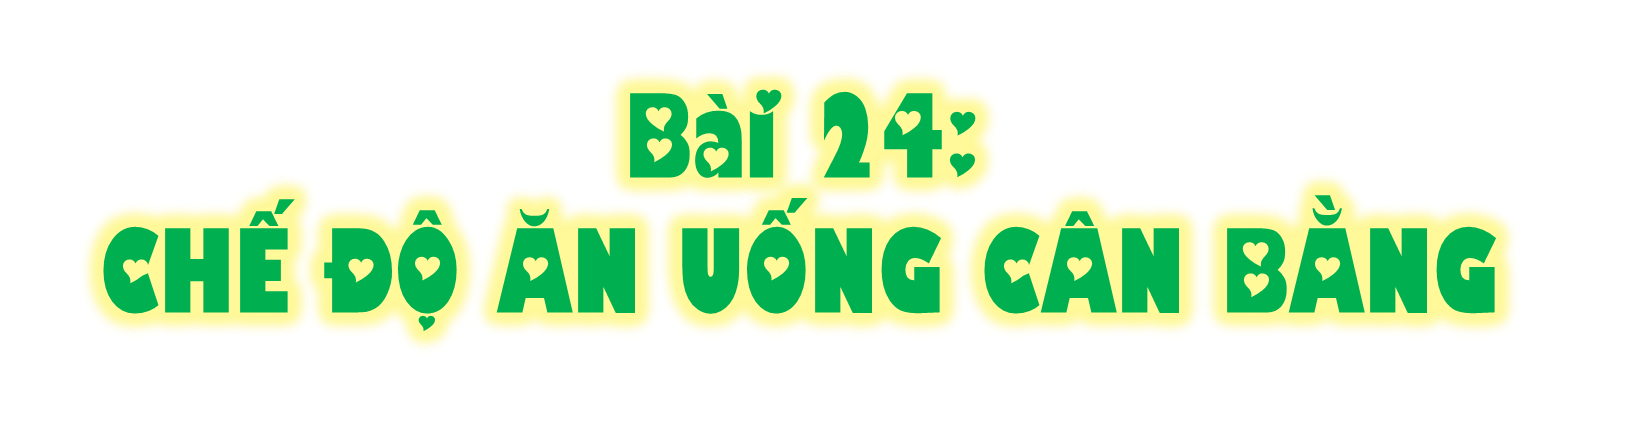 Bài 24:
CHẾ ĐỘ ĂN UỐNG CÂN BẰNG